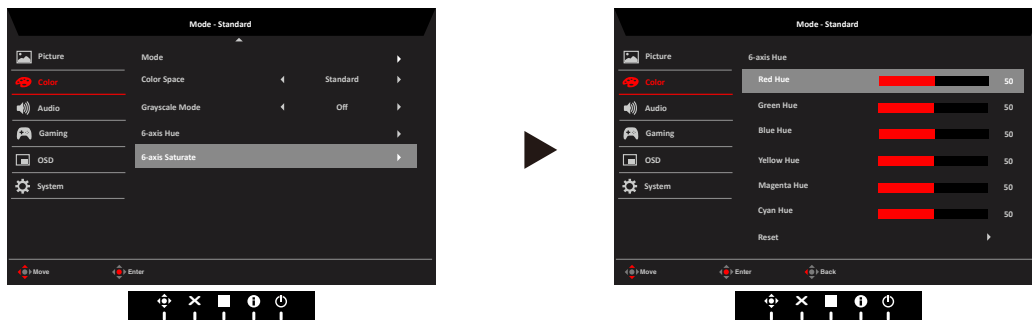 Mode - Standard
Picture
Color
Audio
Gaming
OSD
System
Mode
Color Space Standard
Grayscale Mode Off
6-axis Hue
6-axis Saturate
Move Enter
Mode - Standard
Picture
Color
Audio
Gaming
OSD
System
6-axis Hue
Red Hue 50
Green Hue 50
Blue Hue 50
Yellow Hue 50
Magenta Hue 50
Cyan Hue 50
Reset
Move Enter Back